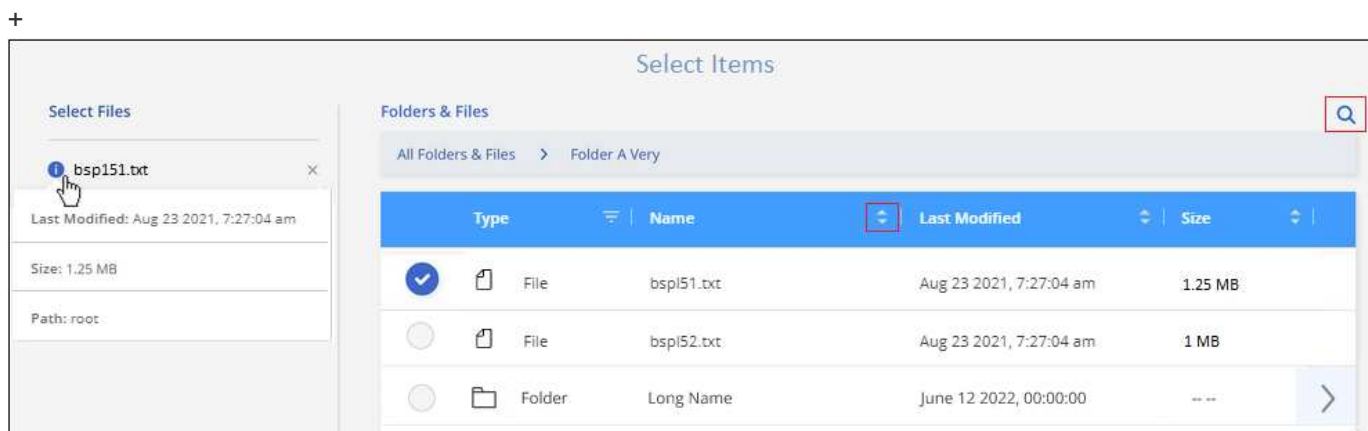 +
Select Items
Select Files
bsp151.txt
Last Modified: Aug 23 2021, 7:27:04 am
Size: 1.25 MB
Path: root
Folders & Files
All Folders & Files > Folder A Very
Type Name Last Modified Size
File bspl51.txt Aug 23 2021, 7:27:04 am 1.25 MB
File bspl52.txt Aug 23 2021, 7:27:04 am 1 MB
Folder Long Name June 12 2022, 00:00:00 -- --